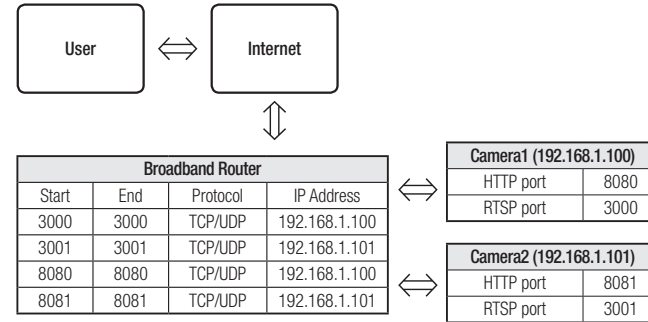 User
Internet
Broadband Router
Start End Protocol IP Address
3000 3000 TCP/UDP 192.168.1.100
3001 3001 TCP/UDP 192.168.1.101
8080 8080 TCP/UDP 192.168.1.100
8081 8081 TCP/UDP 192.168.1.101
Camera1 (192.168.1.100)
HTTP port 8080
RTSP port 3000
Camera2 (192.168.1.101)
HTTP port 8081
RTSP port 3001